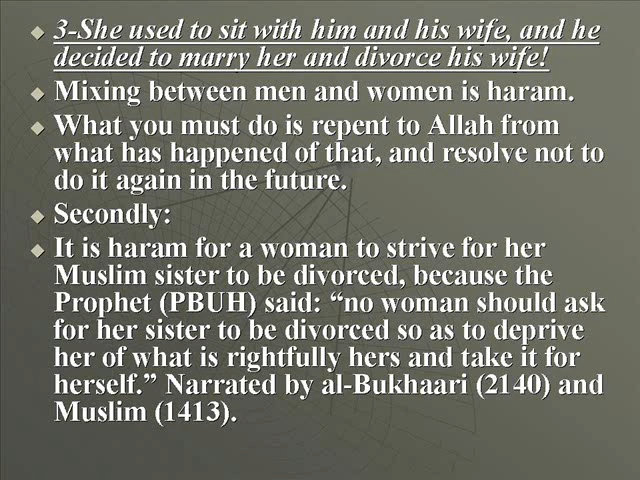 3-She used to sit with him and his wife, and he
decided to marry her and divorce his wife!
Mixing between men and women is haram.
What you must do is repent to Allah from
what has happened of that, and resolve not to
do it again in the future.
Secondly:
It is haram for a woman to strive for her
Muslim sister to be divorced, because the
Prophet (PBUH) said: “no woman should ask
for her sister to be divorced so as to deprive
her of what is rightfully hers and take it for
herself.” Narrated by al-Bukhaari (2140) and
Muslim (1413).